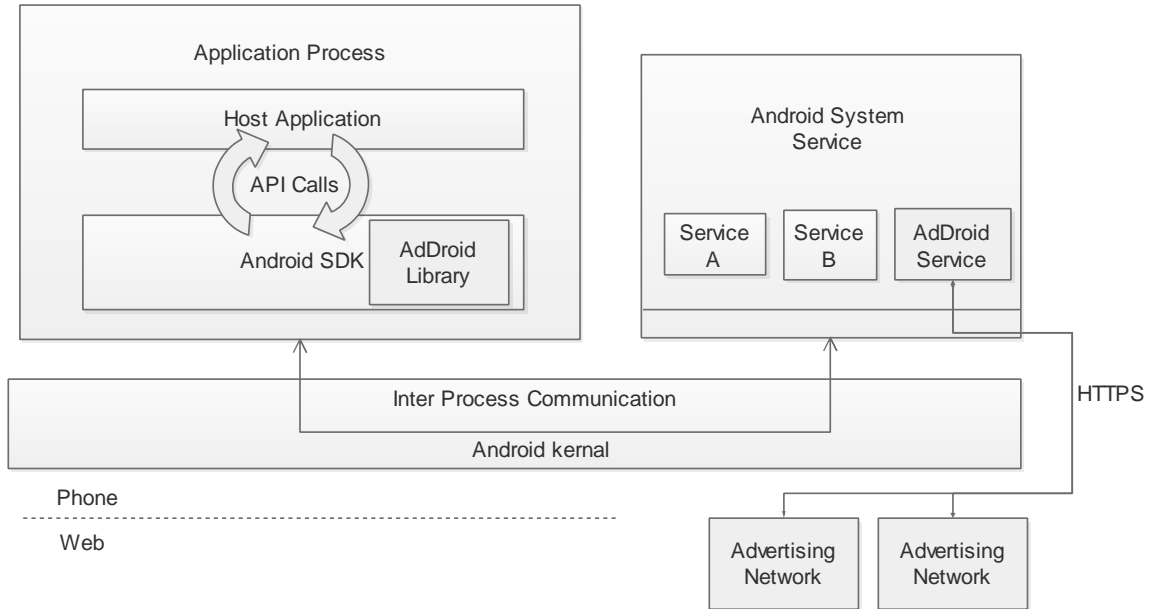 Application Process
Host Application
API Calls
Android SDK
AdDroid
Library
Android System
Service
Service
A
Service
B
AdDroid
Service
Inter Process Communication
Android kernal
HTTPS
Phone
Web
Advertising
Network
Advertising
Network